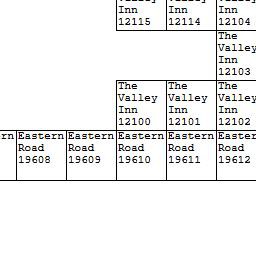 Inn Inn Inn
12115 12114 12104
The
Valley
Inn
12103
The The The
Valley Valley Valley
Inn Inn Inn
12100 12101 12102
Eastern Eastern Eastern Eastern Easter
Road Road Road Road Road
19608 19609 19610 19611 19612